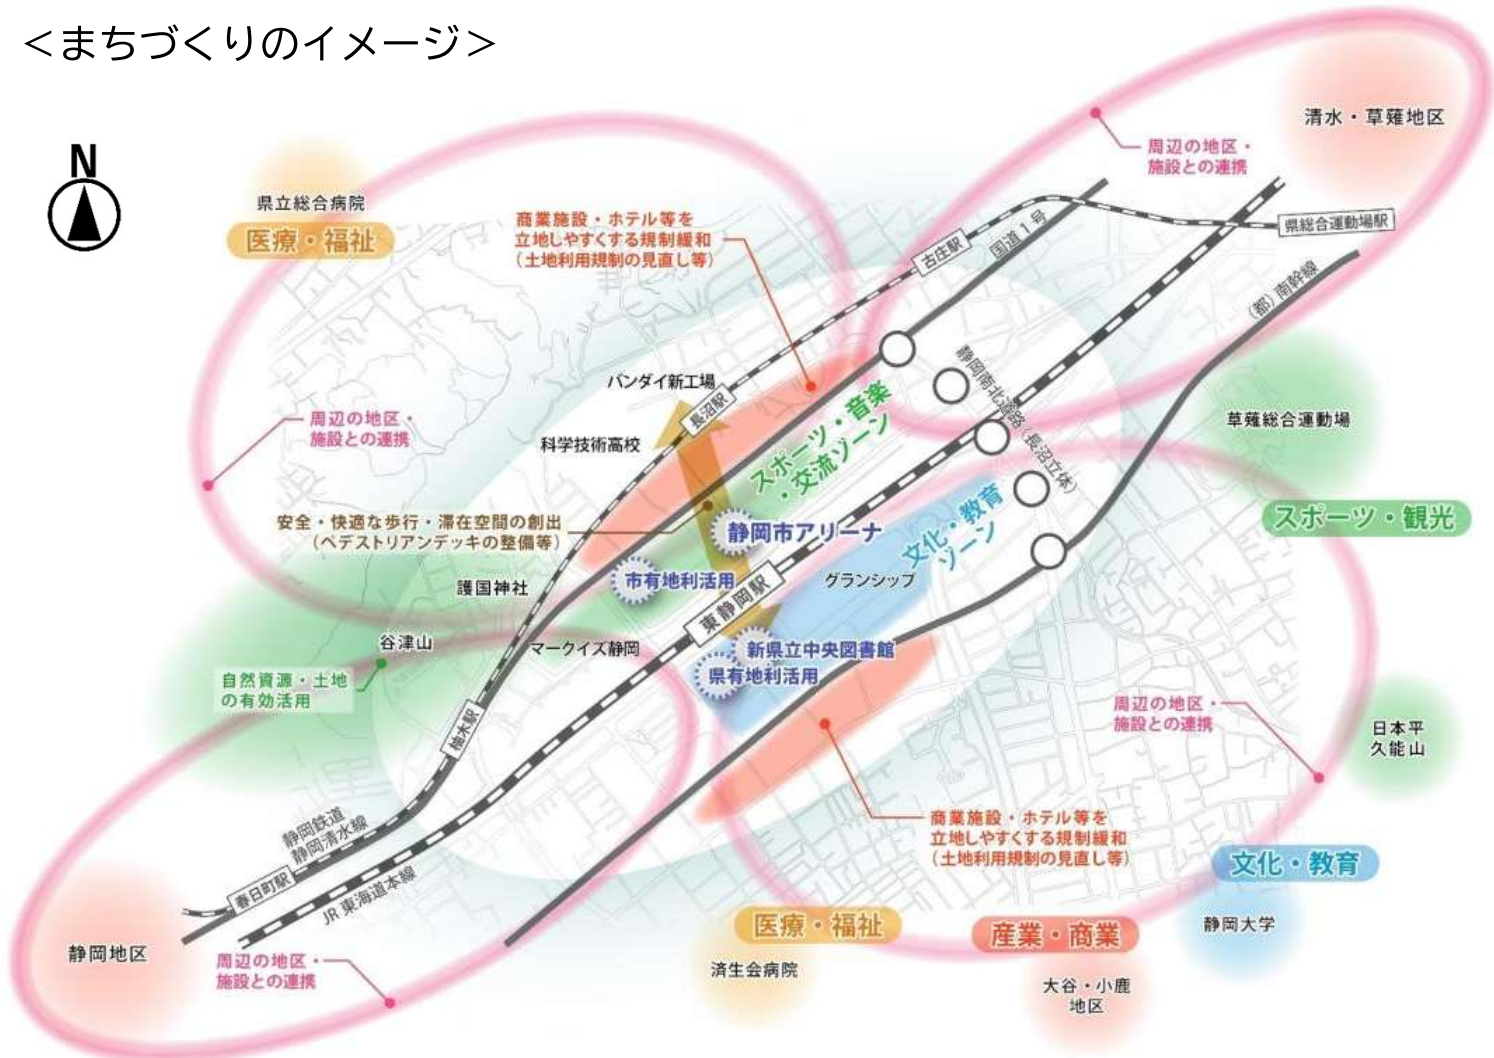 ＜まちづくりのイメージ＞
N
清水・草薙地区
周辺の地区・
施設との連携
県立総合病院
医療・福祉
商業施設・ホテル等を
立地しやすくする規制緩和
（土地利用規制の見直し等）
古庄駅
国道１号
県総合運動場駅
（都）南幹線
静岡南北道路（長沼立体）
バンダイ新工場
長沼駅
スポーツ・音楽
・交流ゾーン
周辺の地区・
施設との連携
科学技術高校
草薙総合運動場
スポーツ・観光
安全・快適な歩行・滞在空間の創出
（ペデストリアンデッキの整備等）
静岡市アリーナ
文化・教育
ゾーン
市有地利活用
グランシップ
護国神社
東静岡駅
谷津山
マークイズ静岡
新県立中央図書館
県有地利活用
自然資源・土地
の有効活用
柚木駅
周辺の地区・
施設との連携
日本平
久能山
静岡鉄道
静岡清水線
商業施設・ホテル等を
立地しやすくする規制緩和
（土地利用規制の見直し等）
文化・教育
春日町駅
JR 東海道本線
静岡大学
医療・福祉
産業・商業
静岡地区
周辺の地区・
施設との連携
済生会病院
大谷・小鹿
地区